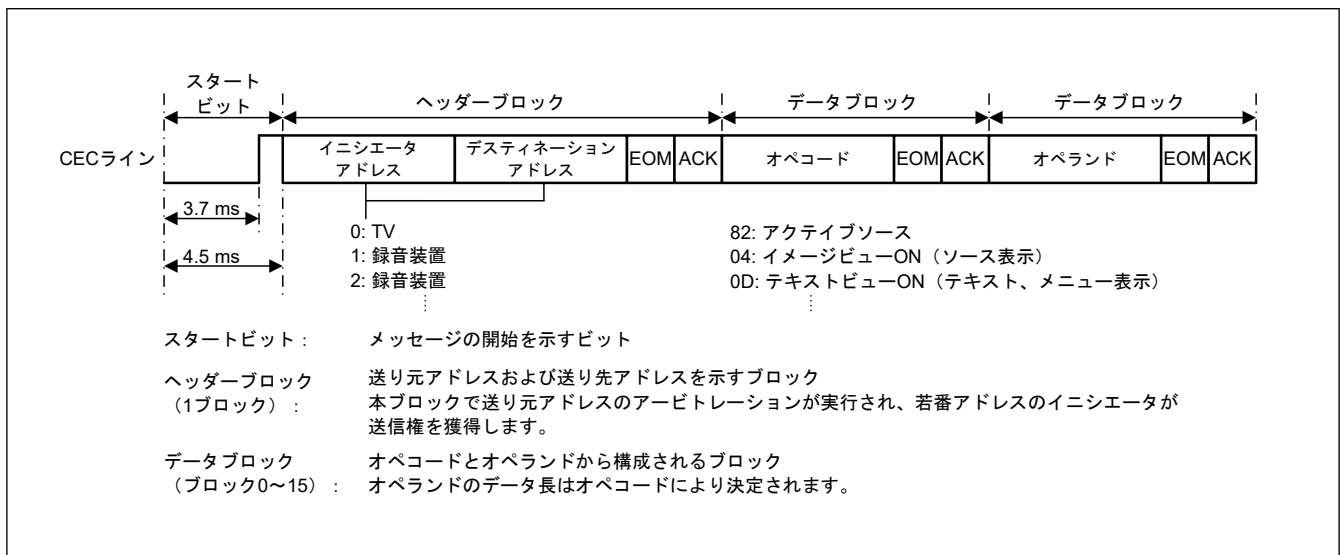 スタート
ビット
ヘッダーブロック
データブロック
データブロック
CECライン
イニシエータ
アドレス
デスティネーション
アドレス
EOM
ACK
オペコード
EOM
ACK
オペランド
EOM
ACK
3.7 ms
4.5 ms
0: TV
1: 録音装置
2: 録音装置
82: アクティブソース
04: イメージビューON（ソース表示）
0D: テキストビューON（テキスト、メニュー表示）
スタートビット： メッセージの開始を示すビット
ヘッダーブロック 送り元アドレスおよび送り先アドレスを示すブロック
（1ブロック）： 本ブロックで送り元アドレスのアービトレーションが実行され、若番アドレスのイニシエータが
送信権を獲得します。
データブロック オペコードとオペランドから構成されるブロック
（ブロック0～15）： オペランドのデータ長はオペコードにより決定されます。